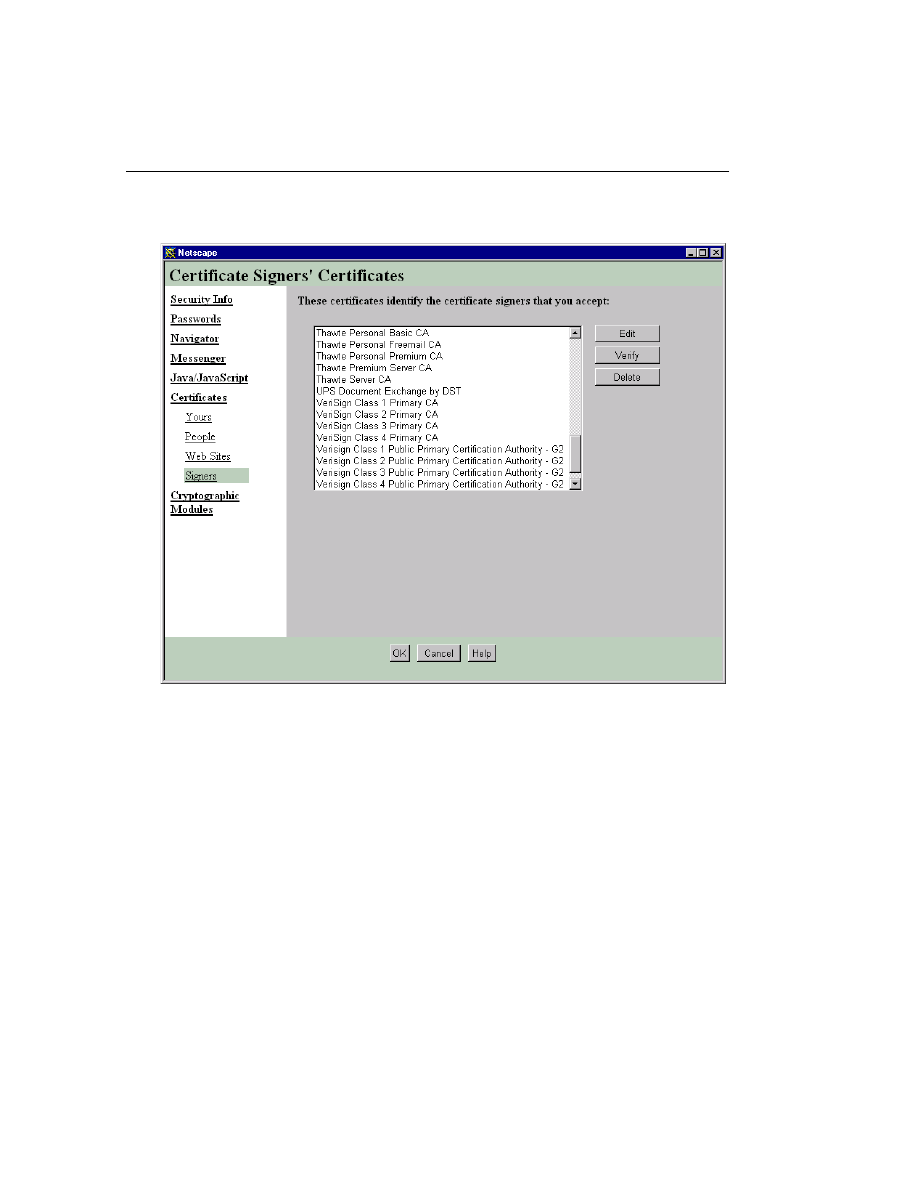 Netscape
Certificate Signers' Certificates
Security Info
Passwords
Navigator
Messenger
Java/JavaScript
Certificates
Yours
People
Web Sites
Signers
Cryptographic
Modules
These certificates identify the certificate signers that you accept:
Thawte Personal Basic CA
Thawte Personal Freemail CA
Thawte Personal Premium CA
Thawte Premium Server CA
Thawte Server CA
UPS Document Exchange by DST
VeriSign Class 1 Primary CA
VeriSign Class 2 Primary CA
VeriSign Class 3 Primary CA
VeriSign Class 4 Primary CA
Verisign Class 1 Public Primary Certification Authority - G2
Verisign Class 2 Public Primary Certification Authority - G2
Verisign Class 3 Public Primary Certification Authority - G2
Verisign Class 4 Public Primary Certification Authority - G2
Edit
Verify
Delete
OK Cancel Help